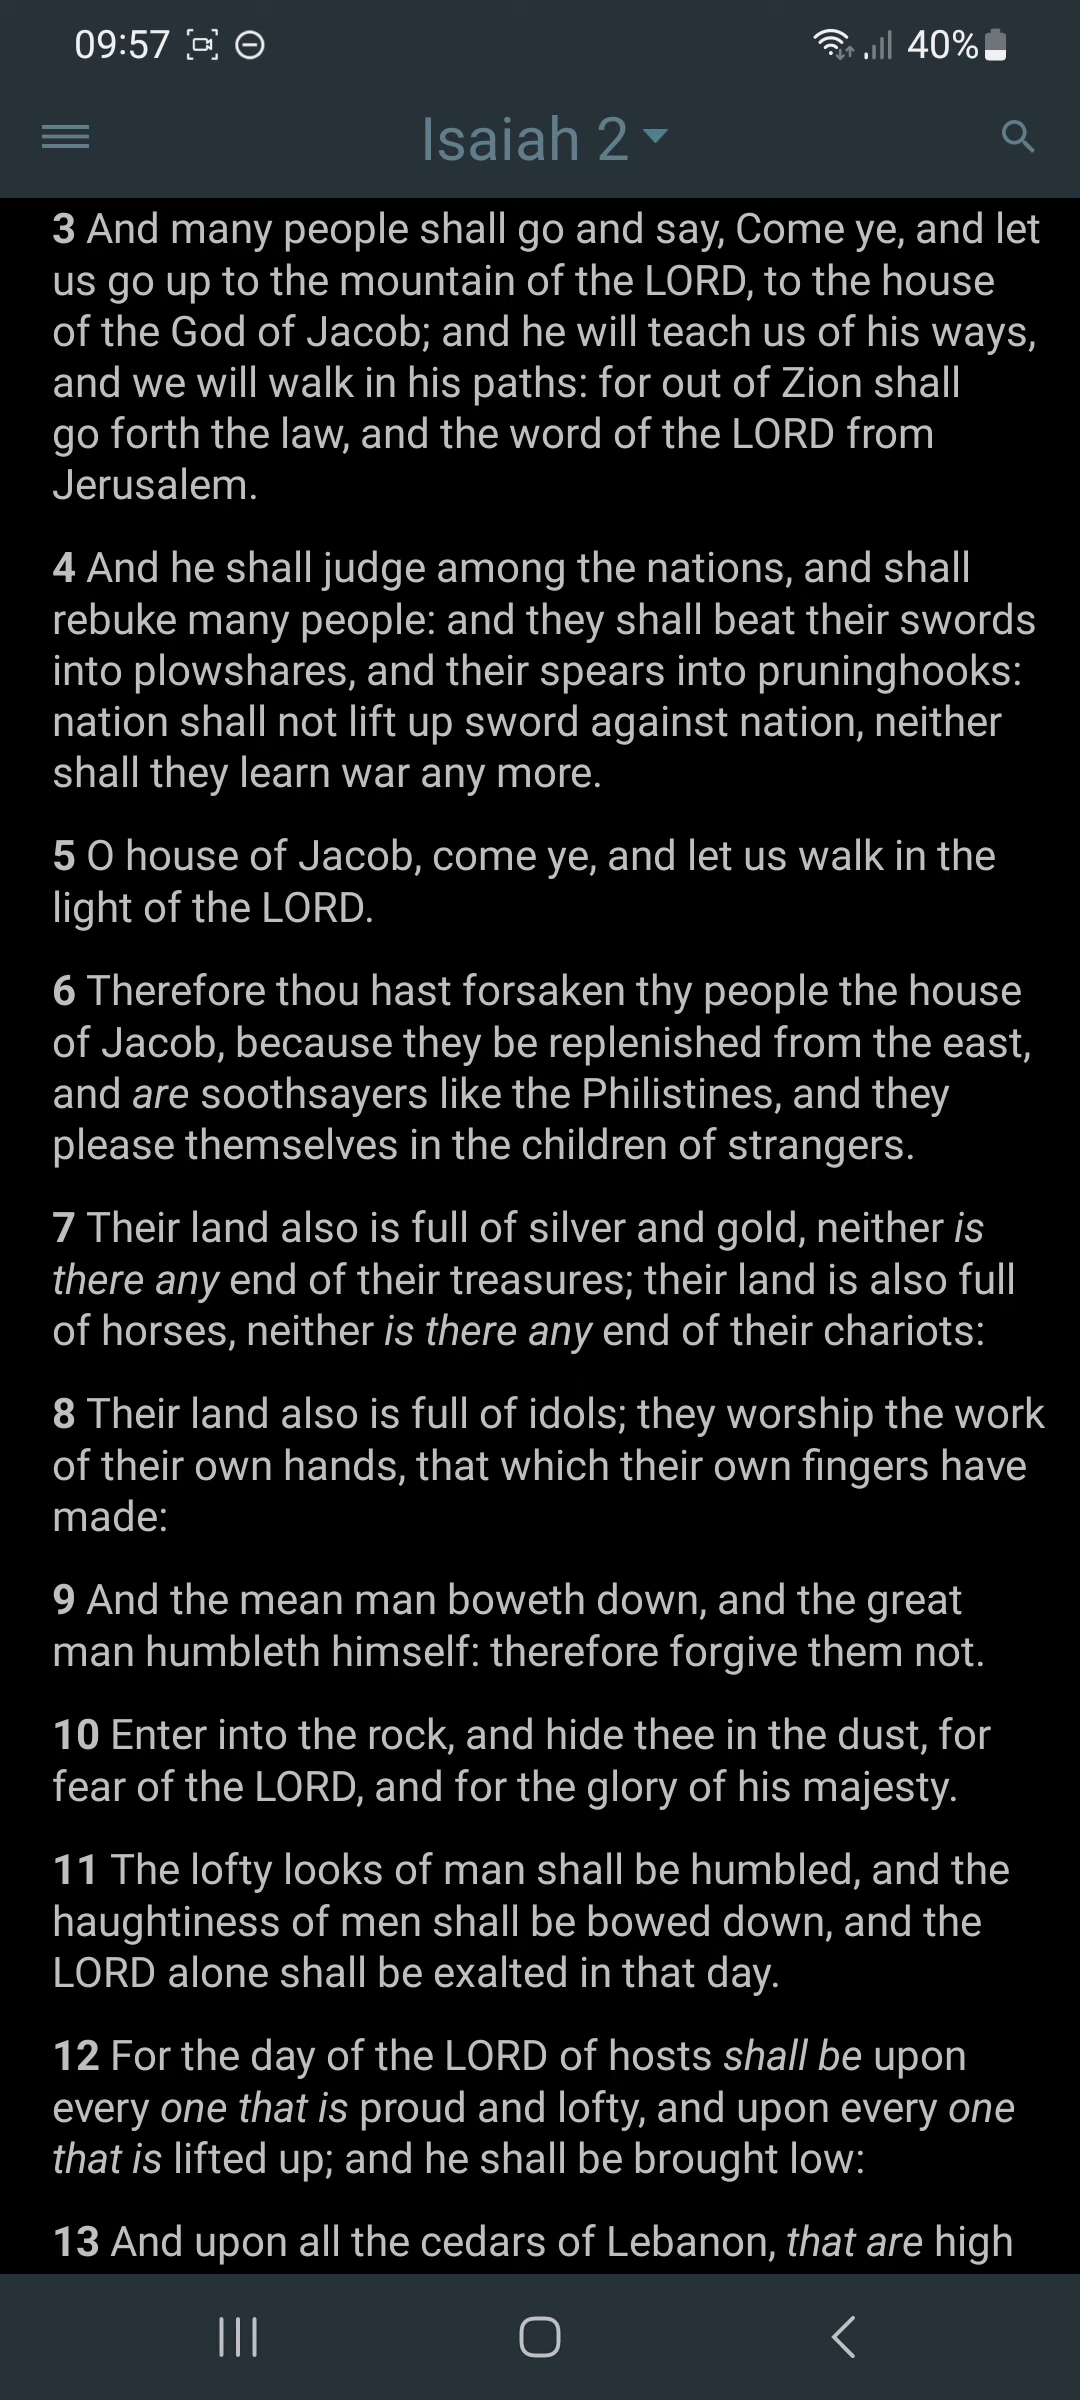 09:57 40%
Isaiah 2
3 And many people shall go and say, Come ye, and let
us go up to the mountain of the LORD, to the house
of the God of Jacob; and he will teach us of his ways,
and we will walk in his paths: for out of Zion shall
go forth the law, and the word of the LORD from
Jerusalem.
4 And he shall judge among the nations, and shall
rebuke many people: and they shall beat their swords
into plowshares, and their spears into pruninghooks:
nation shall not lift up sword against nation, neither
shall they learn war any more.
5 O house of Jacob, come ye, and let us walk in the
light of the LORD.
6 Therefore thou hast forsaken thy people the house
of Jacob, because they be replenished from the east,
and are soothsayers like the Philistines, and they
please themselves in the children of strangers.
7 Their land also is full of silver and gold, neither is
there any end of their treasures; their land is also full
of horses, neither is there any end of their chariots:
8 Their land also is full of idols; they worship the work
of their own hands, that which their own fingers have
made:
9 And the mean man boweth down, and the great
man humbleth himself: therefore forgive them not.
10 Enter into the rock, and hide thee in the dust, for
fear of the LORD, and for the glory of his majesty.
11 The lofty looks of man shall be humbled, and the
haughtiness of men shall be bowed down, and the
LORD alone shall be exalted in that day.
12 For the day of the LORD of hosts shall be upon
every one that is proud and lofty, and upon every one
that is lifted up; and he shall be brought low:
13 And upon all the cedars of Lebanon, that are high